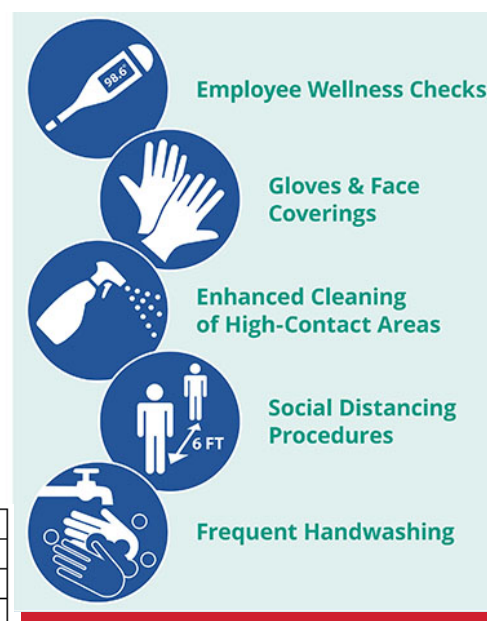 98.6°
Employee Wellness Checks
Gloves & Face
Coverings
Enhanced Cleaning
of High-Contact Areas
6 FT
Social Distancing
Procedures
Frequent Handwashing